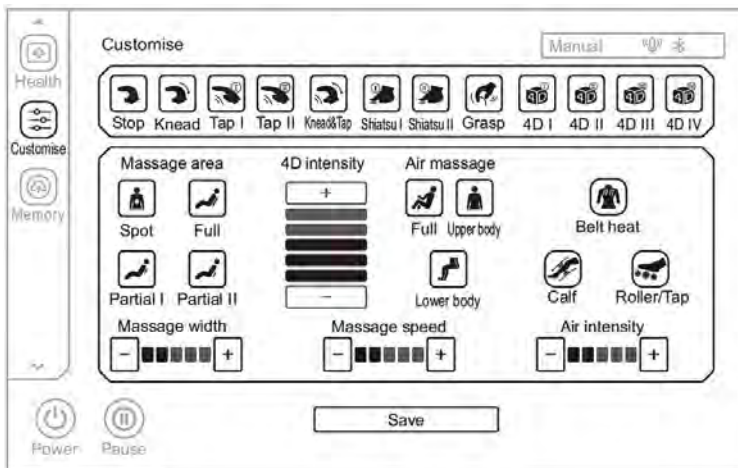 Customise
Manual
Health
Customise
Memory
Stop Knead Tap I Tap II Knead&Tap Shiatsu I Shiatsu II Grasp 4D I 4D II 4D III 4D IV
Massage area 4D intensity Air massage
+
Spot Full Full Upper body Belt heat
Partial I Partial II − Lower body Calf Roller/Tap
Massage width Massage speed Air intensity
− + − + − +
Save
Power Pause